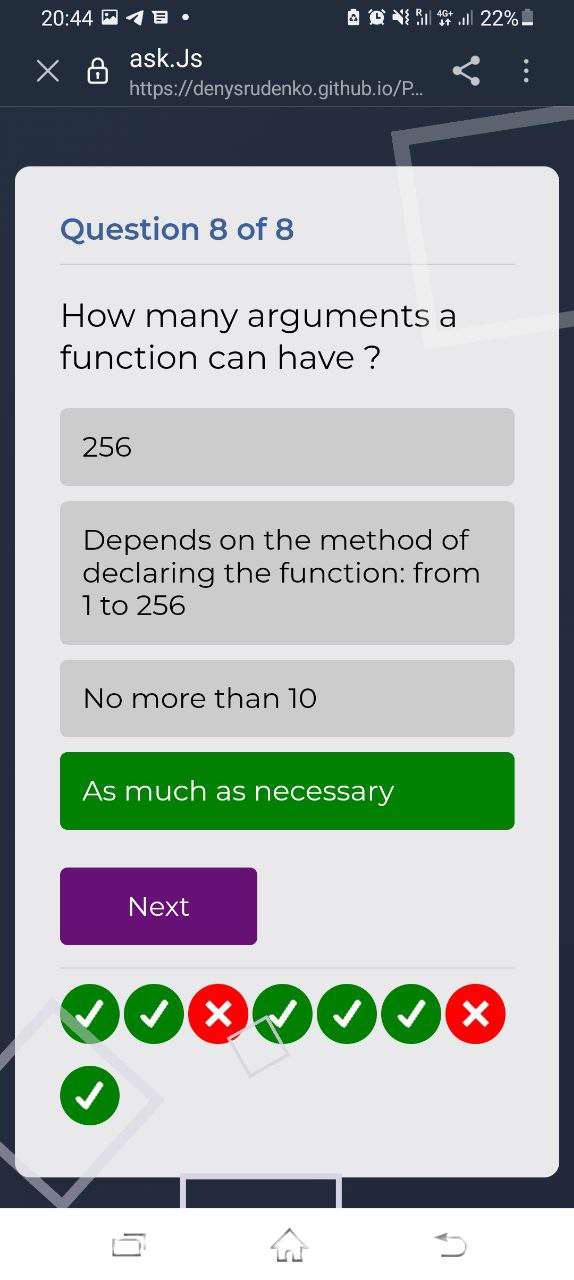 20:44
22%
ask.Js
https://denysrudenko.github.io/P...
Question 8 of 8
How many arguments a
function can have ?
256
Depends on the method of
declaring the function: from
1 to 256
No more than 10
As much as necessary
Next